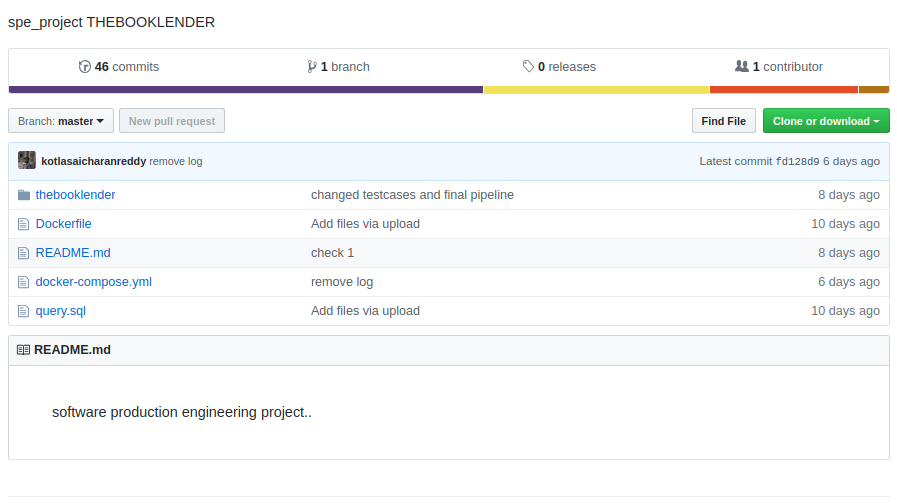 spe_project THEBOOKLENDER
46 commits 1 branch 0 releases 1 contributor
Branch: master New pull request Find File Clone or download
kotlasaicharanreddy remove log Latest commit fd128d9 6 days ago
thebooklender changed testcases and final pipeline 8 days ago
Dockerfile Add files via upload 10 days ago
README.md check 1 8 days ago
docker-compose.yml remove log 6 days ago
query.sql Add files via upload 10 days ago
README.md
software production engineering project..